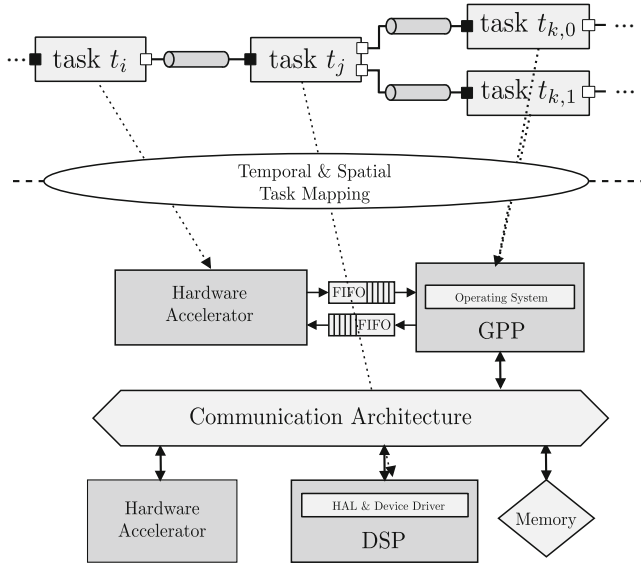 task t_{k,0}
... task t_i
task t_j
...
task t_{k,1}
...
Temporal & Spatial
Task Mapping
Hardware
Accelerator
FIFO
FIFO
Operating System
GPP
Communication Architecture
Hardware
Accelerator
HAL & Device Driver
DSP
Memory